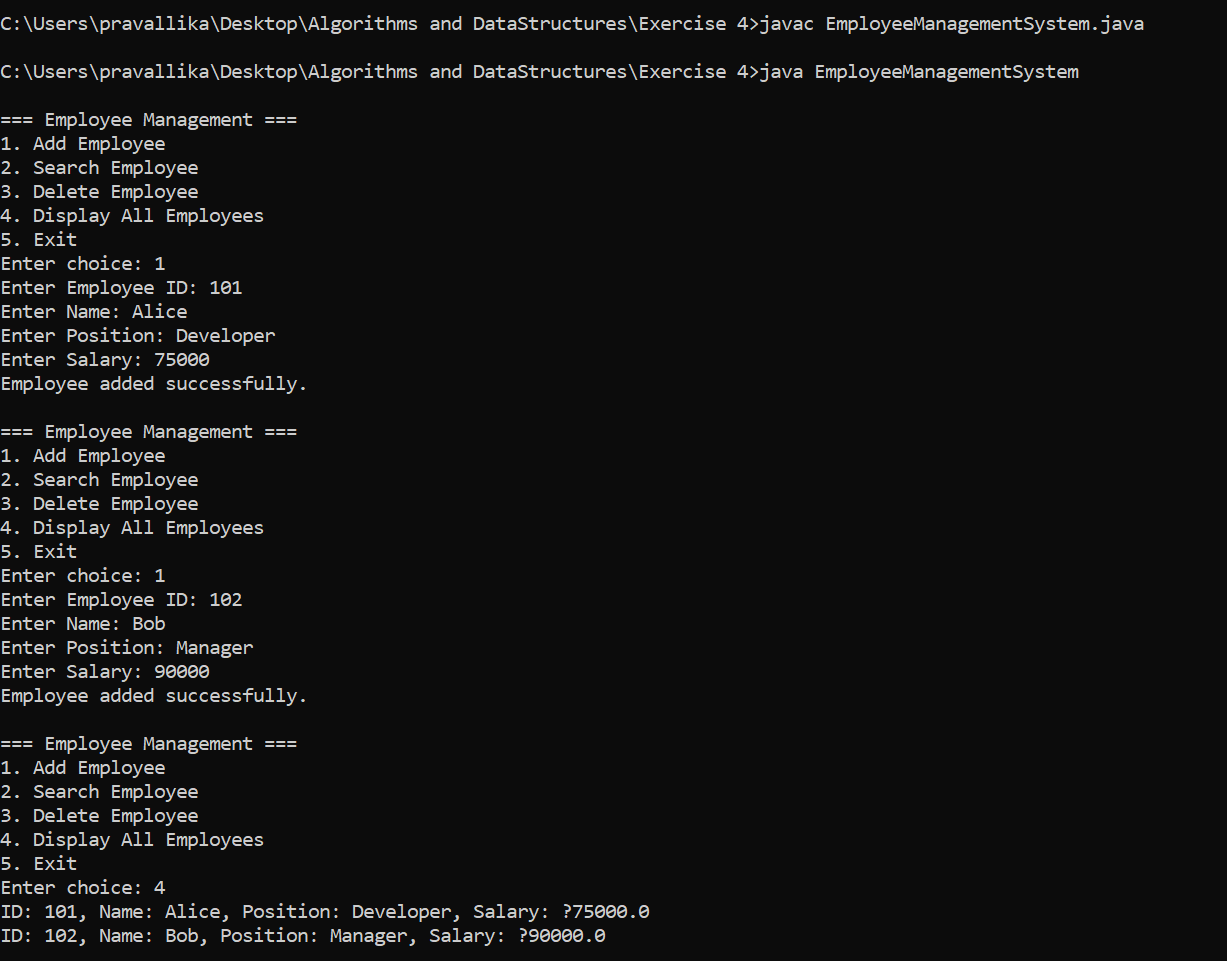 C:\Users\pravallika\Desktop\Algorithms and DataStructures\Exercise 4>javac EmployeeManagementSystem.java
C:\Users\pravallika\Desktop\Algorithms and DataStructures\Exercise 4>java EmployeeManagementSystem
=== Employee Management ===
1. Add Employee
2. Search Employee
3. Delete Employee
4. Display All Employees
5. Exit
Enter choice: 1
Enter Employee ID: 101
Enter Name: Alice
Enter Position: Developer
Enter Salary: 75000
Employee added successfully.
=== Employee Management ===
1. Add Employee
2. Search Employee
3. Delete Employee
4. Display All Employees
5. Exit
Enter choice: 1
Enter Employee ID: 102
Enter Name: Bob
Enter Position: Manager
Enter Salary: 90000
Employee added successfully.
=== Employee Management ===
1. Add Employee
2. Search Employee
3. Delete Employee
4. Display All Employees
5. Exit
Enter choice: 4
ID: 101, Name: Alice, Position: Developer, Salary: ?75000.0
ID: 102, Name: Bob, Position: Manager, Salary: ?90000.0